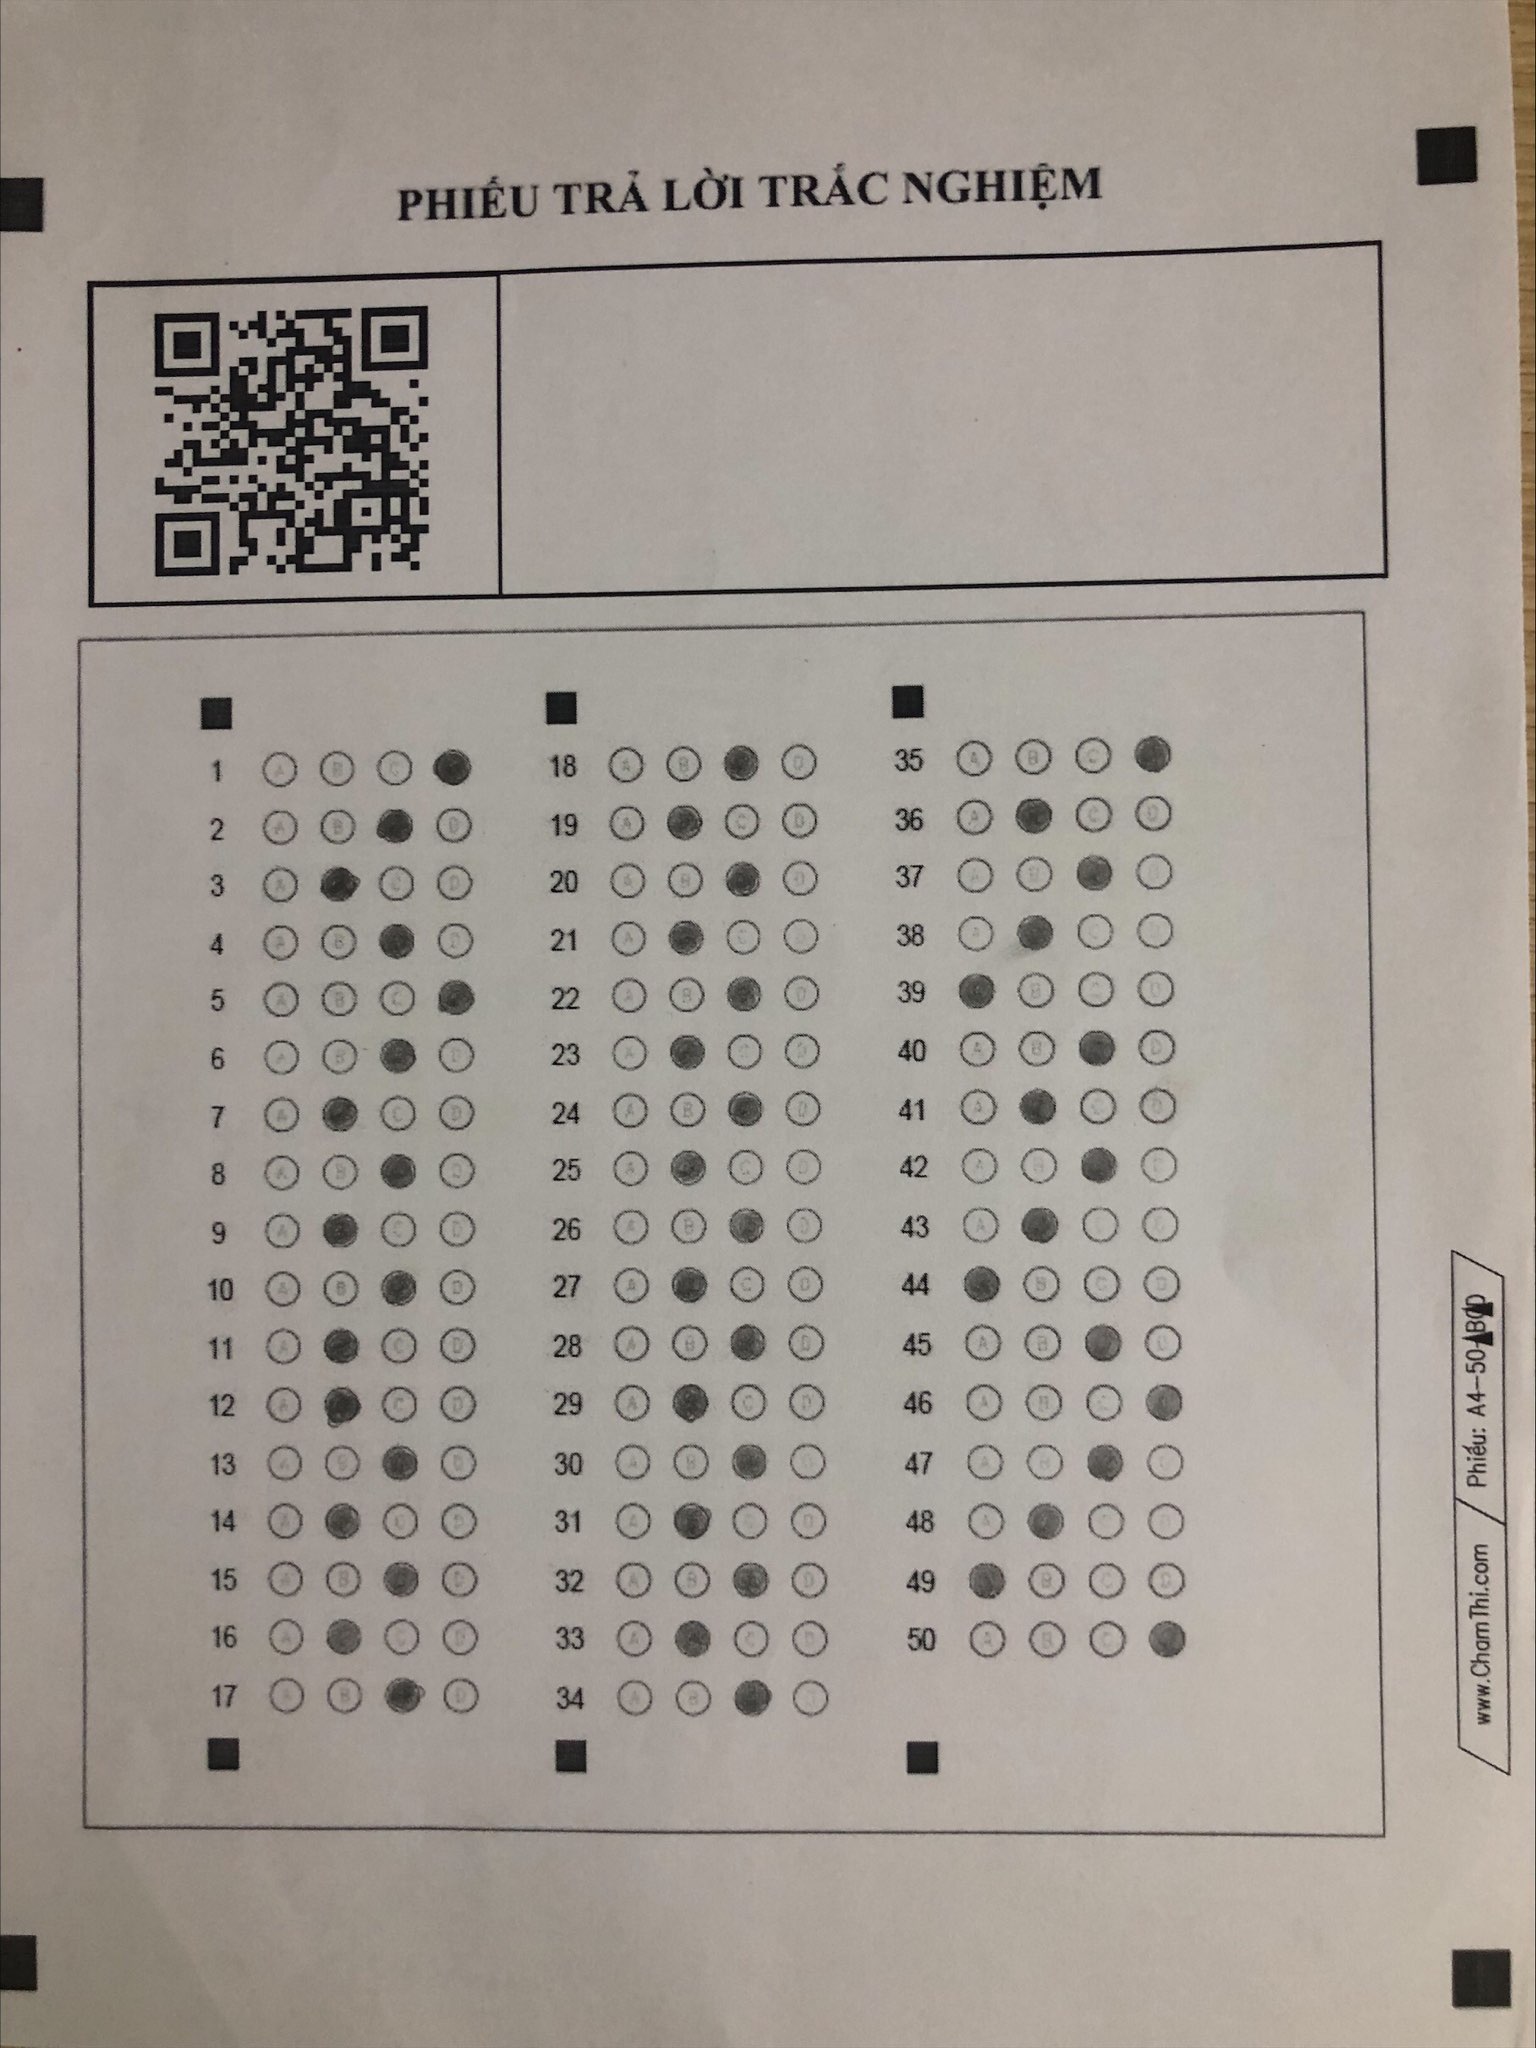 PHIẾU TRẢ LỜI TRẮC NGHIỆM
1 A B C
2 A B D
3 A C D
4 A B D
5 A B C
6 A B D
7 A C D
8 A B D
9 A C D
10 A B D
11 A C D
12 A C D
13 A B D
14 A C D
15 A B D
16 A C D
17 A B D
18 A B D
19 A C D
20 A B D
21 A C D
22 A B D
23 A C D
24 A B D
25 A C D
26 A B D
27 A C D
28 A B D
29 A C D
30 A B D
31 A C D
32 A B D
33 A C D
34 A B D
35 A B C
36 A C D
37 A B D
38 A C D
39 B C D
40 A B D
41 A C D
42 A B D
43 A C D
44 B C D
45 A B D
46 A B C
47 A B D
48 A C D
49 B C D
50 A B C
www.ChamThi.com Phiếu: A4-50-ABCD